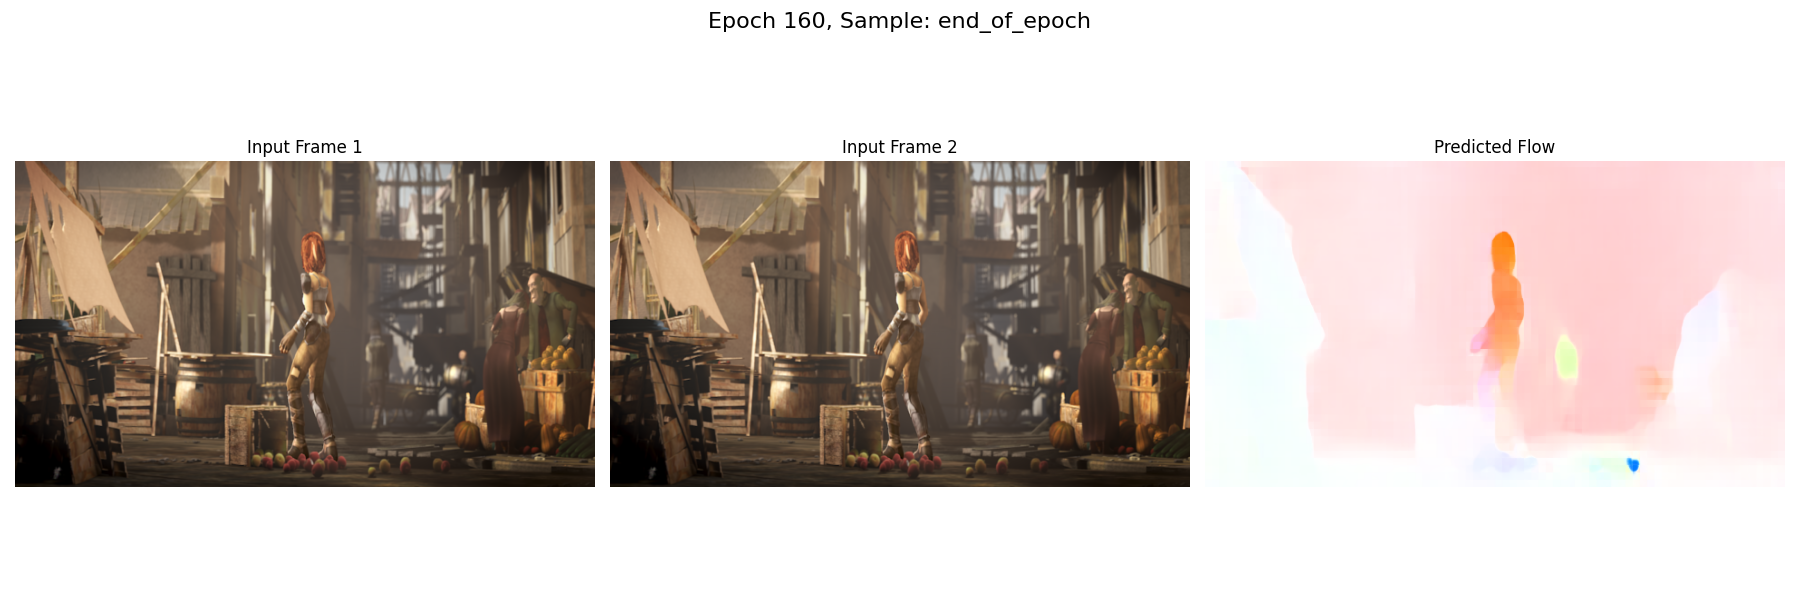 Epoch 160, Sample: end_of_epoch
Input Frame 1
Input Frame 2
Predicted Flow